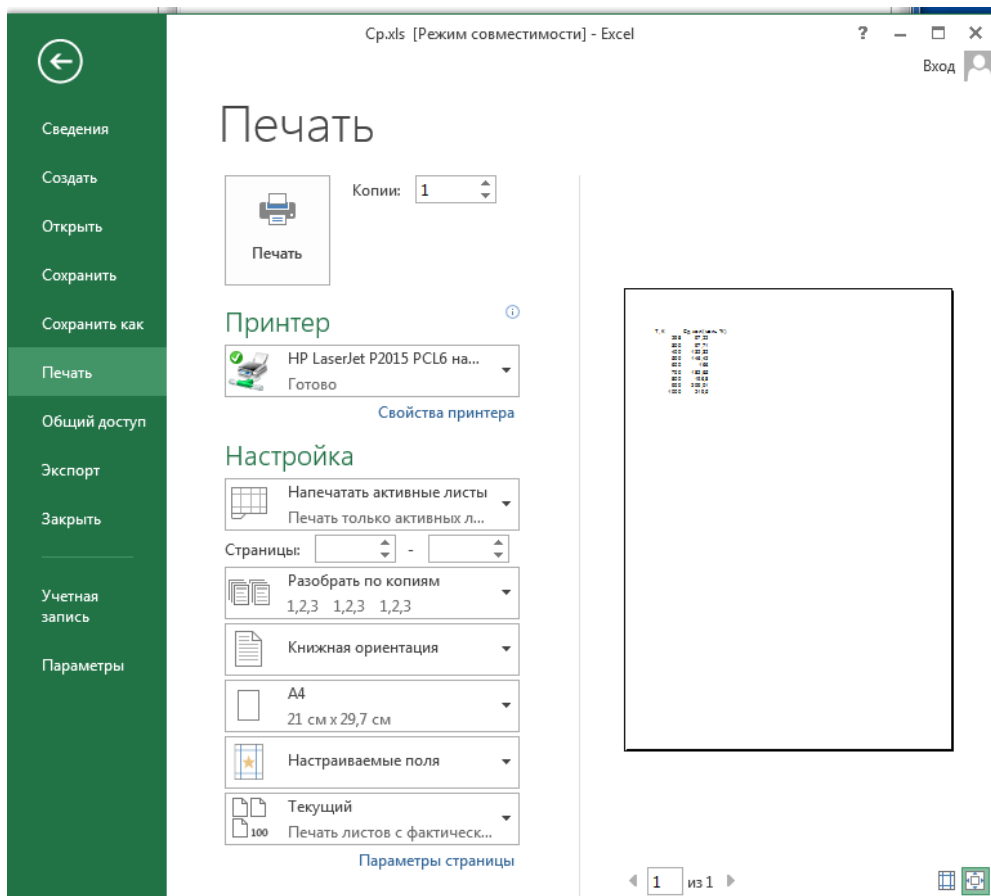 Cp.xls [Режим совместимости] - Excel
?
Вход
Сведения
Создать
Открыть
Сохранить
Сохранить как
Печать
Общий доступ
Экспорт
Закрыть
Учетная
запись
Параметры
Печать
Копии: 1
Печать
Принтер
HP LaserJet P2015 PCL6 на...
Готово
Свойства принтера
Настройка
Напечатать активные листы
Печать только активных л...
Страницы: -
Разобрать по копиям
1,2,3 1,2,3 1,2,3
Книжная ориентация
A4
21 см x 29,7 см
Настраиваемые поля
Текущий
100 Печать листов с фактическ...
Параметры страницы
1 из 1